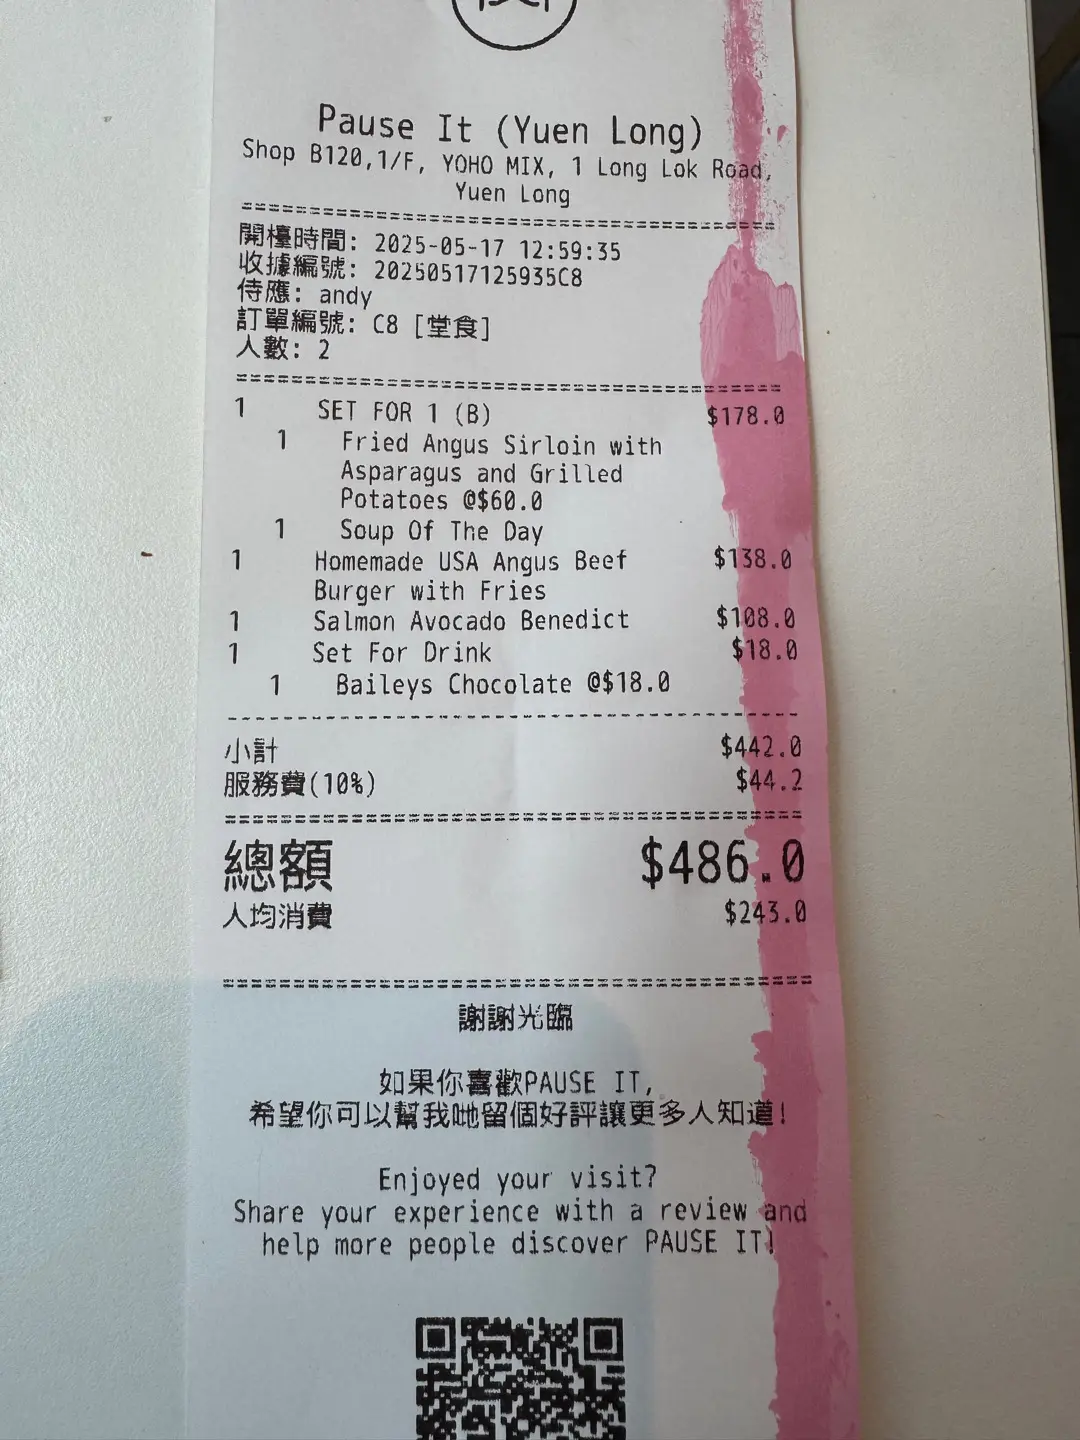 Pause It (Yuen Long)
Shop B120,1/F, YOHO MIX, 1 Long Lok Road,
Yuen Long
開檯時間: 2025-05-17 12:59:35
收據編號: 20250517125935C8
侍應: andy
訂單編號: C8 [堂食]
人數: 2
1 SET FOR 1 (B) $178.0
1 Fried Angus Sirloin with
Asparagus and Grilled
Potatoes @$60.0
1 Soup Of The Day
1 Homemade USA Angus Beef $138.0
Burger with Fries
1 Salmon Avocado Benedict $108.0
1 Set For Drink $18.0
1 Baileys Chocolate @$18.0
小計 $442.0
服務費(10%) $44.2
總額 $486.0
人均消費 $243.0
謝謝光臨
如果你喜歡PAUSE IT,
希望你可以幫我哋留個好評讓更多人知道!
Enjoyed your visit?
Share your experience with a review and
help more people discover PAUSE IT!